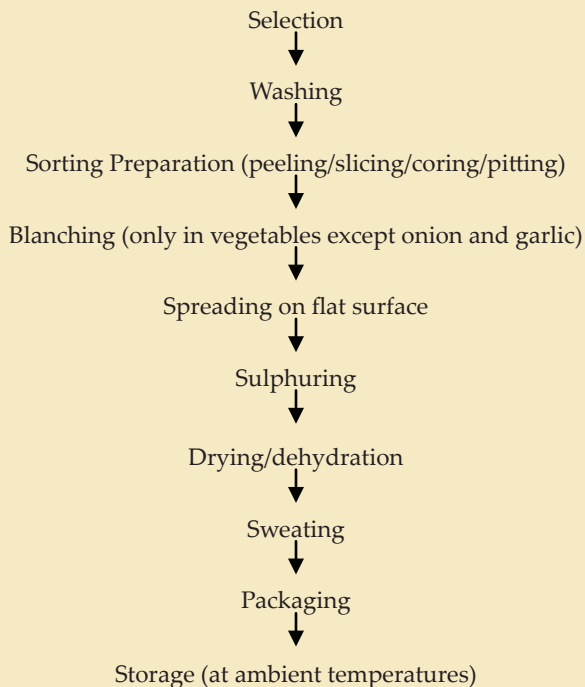 Selection
Washing
Sorting Preparation (peeling/slicing/coring/pitting)
Blanching (only in vegetables except onion and garlic)
Spreading on flat surface
Sulphuring
Drying/dehydration
Sweating
Packaging
Storage (at ambient temperatures)